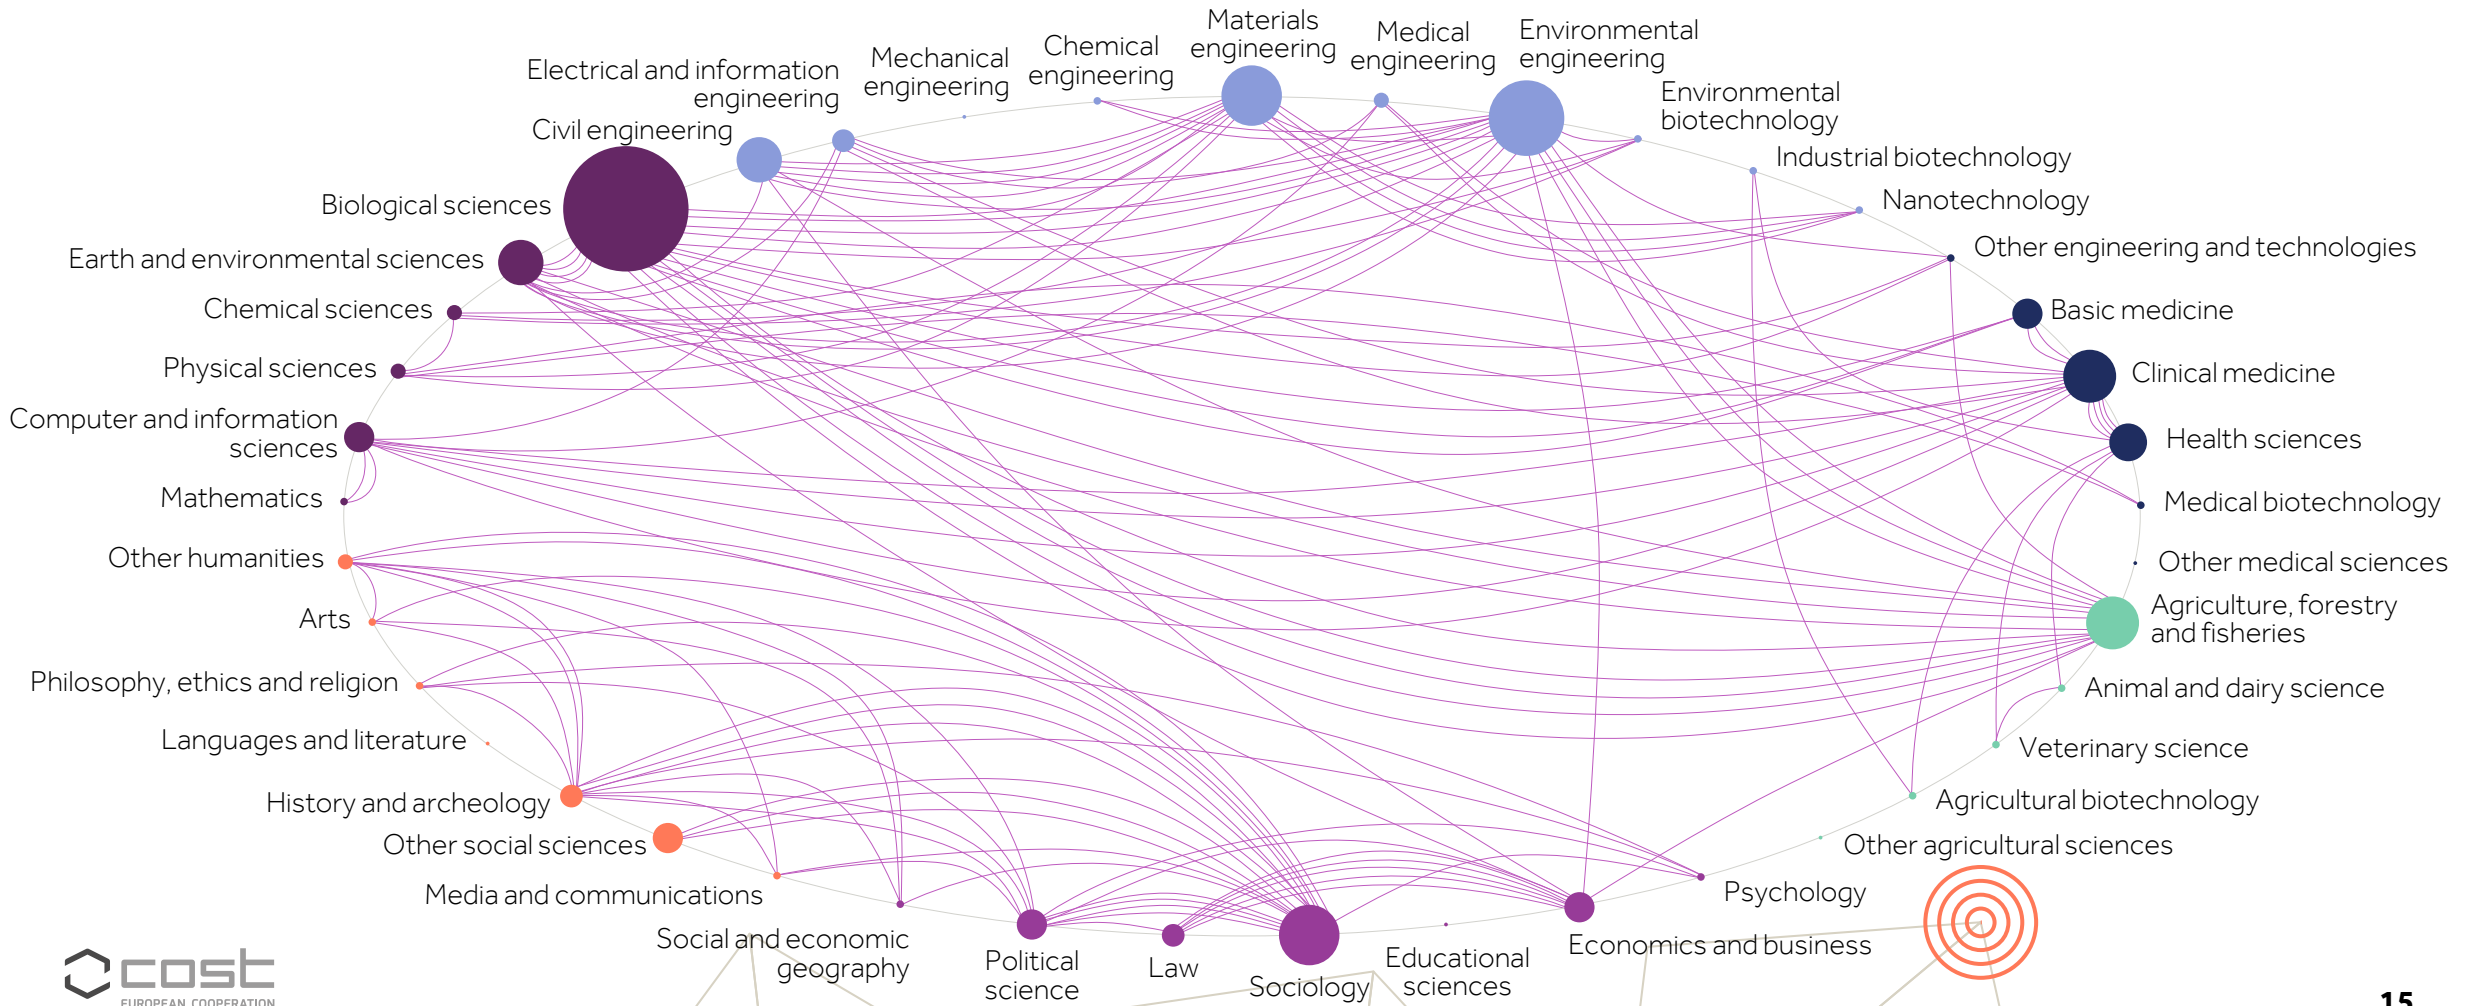 Materials
engineering
Medical
engineering
Environmental
engineering
Chemical
engineering
Mechanical
engineering
Electrical and information
engineering
Environmental
biotechnology
Civil engineering
Industrial biotechnology
Biological sciences
Nanotechnology
Earth and environmental sciences
Other engineering and technologies
Chemical sciences
Basic medicine
Physical sciences
Clinical medicine
Computer and information
sciences
Health sciences
Mathematics
Medical biotechnology
Other humanities
Other medical sciences
Arts
Agriculture, forestry
and fisheries
Philosophy, ethics and religion
Animal and dairy science
Languages and literature
Veterinary science
History and archeology
Agricultural biotechnology
Other social sciences
Other agricultural sciences
Media and communications
Psychology
Social and economic
geography
Political
science
Law
Sociology
Educational
sciences
Economics and business
cost
EUROPEAN COOPERATION
15